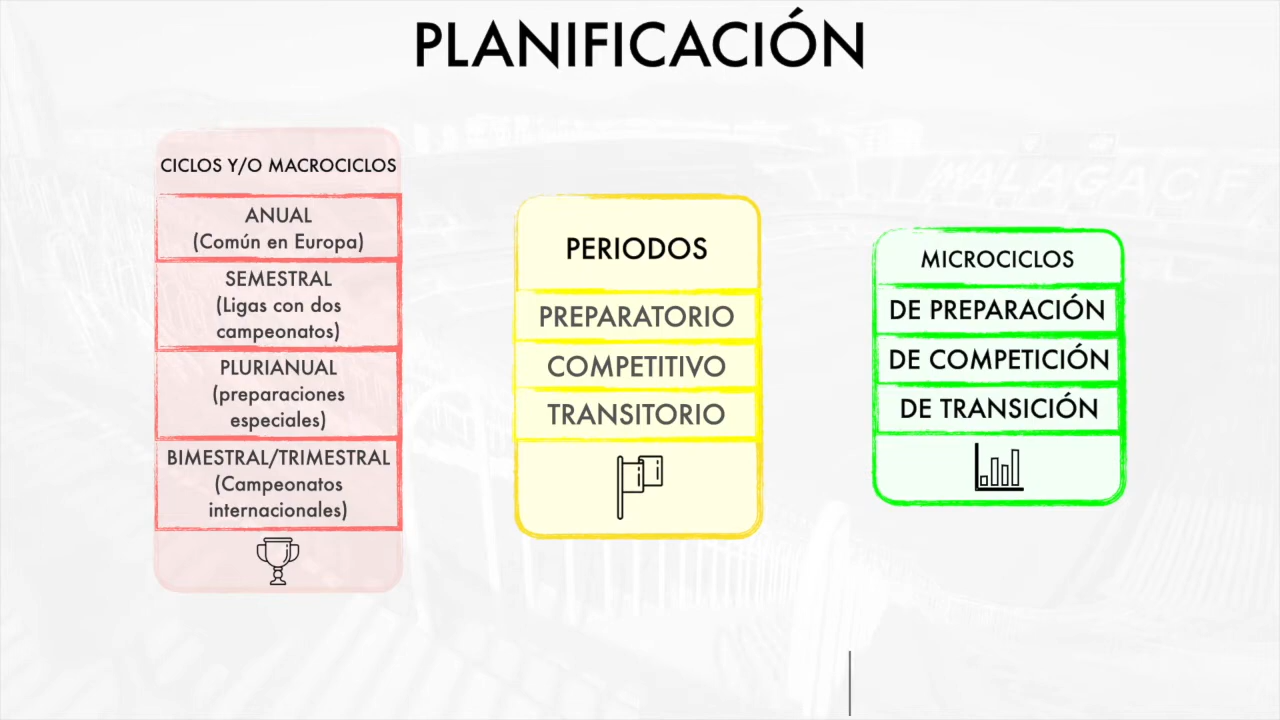 PLANIFICACIÓN
CICLOS Y/O MACROCICLOS
ANUAL
(Común en Europa)
SEMESTRAL
(Ligas con dos
campeonatos)
PLURIANUAL
(preparaciones
especiales)
BIMESTRAL/TRIMESTRAL
(Campeonatos
internacionales)
PERIODOS
PREPARATORIO
COMPETITIVO
TRANSITORIO
MICROCICLOS
DE PREPARACIÓN
DE COMPETICIÓN
DE TRANSICIÓN
MALAGA C F